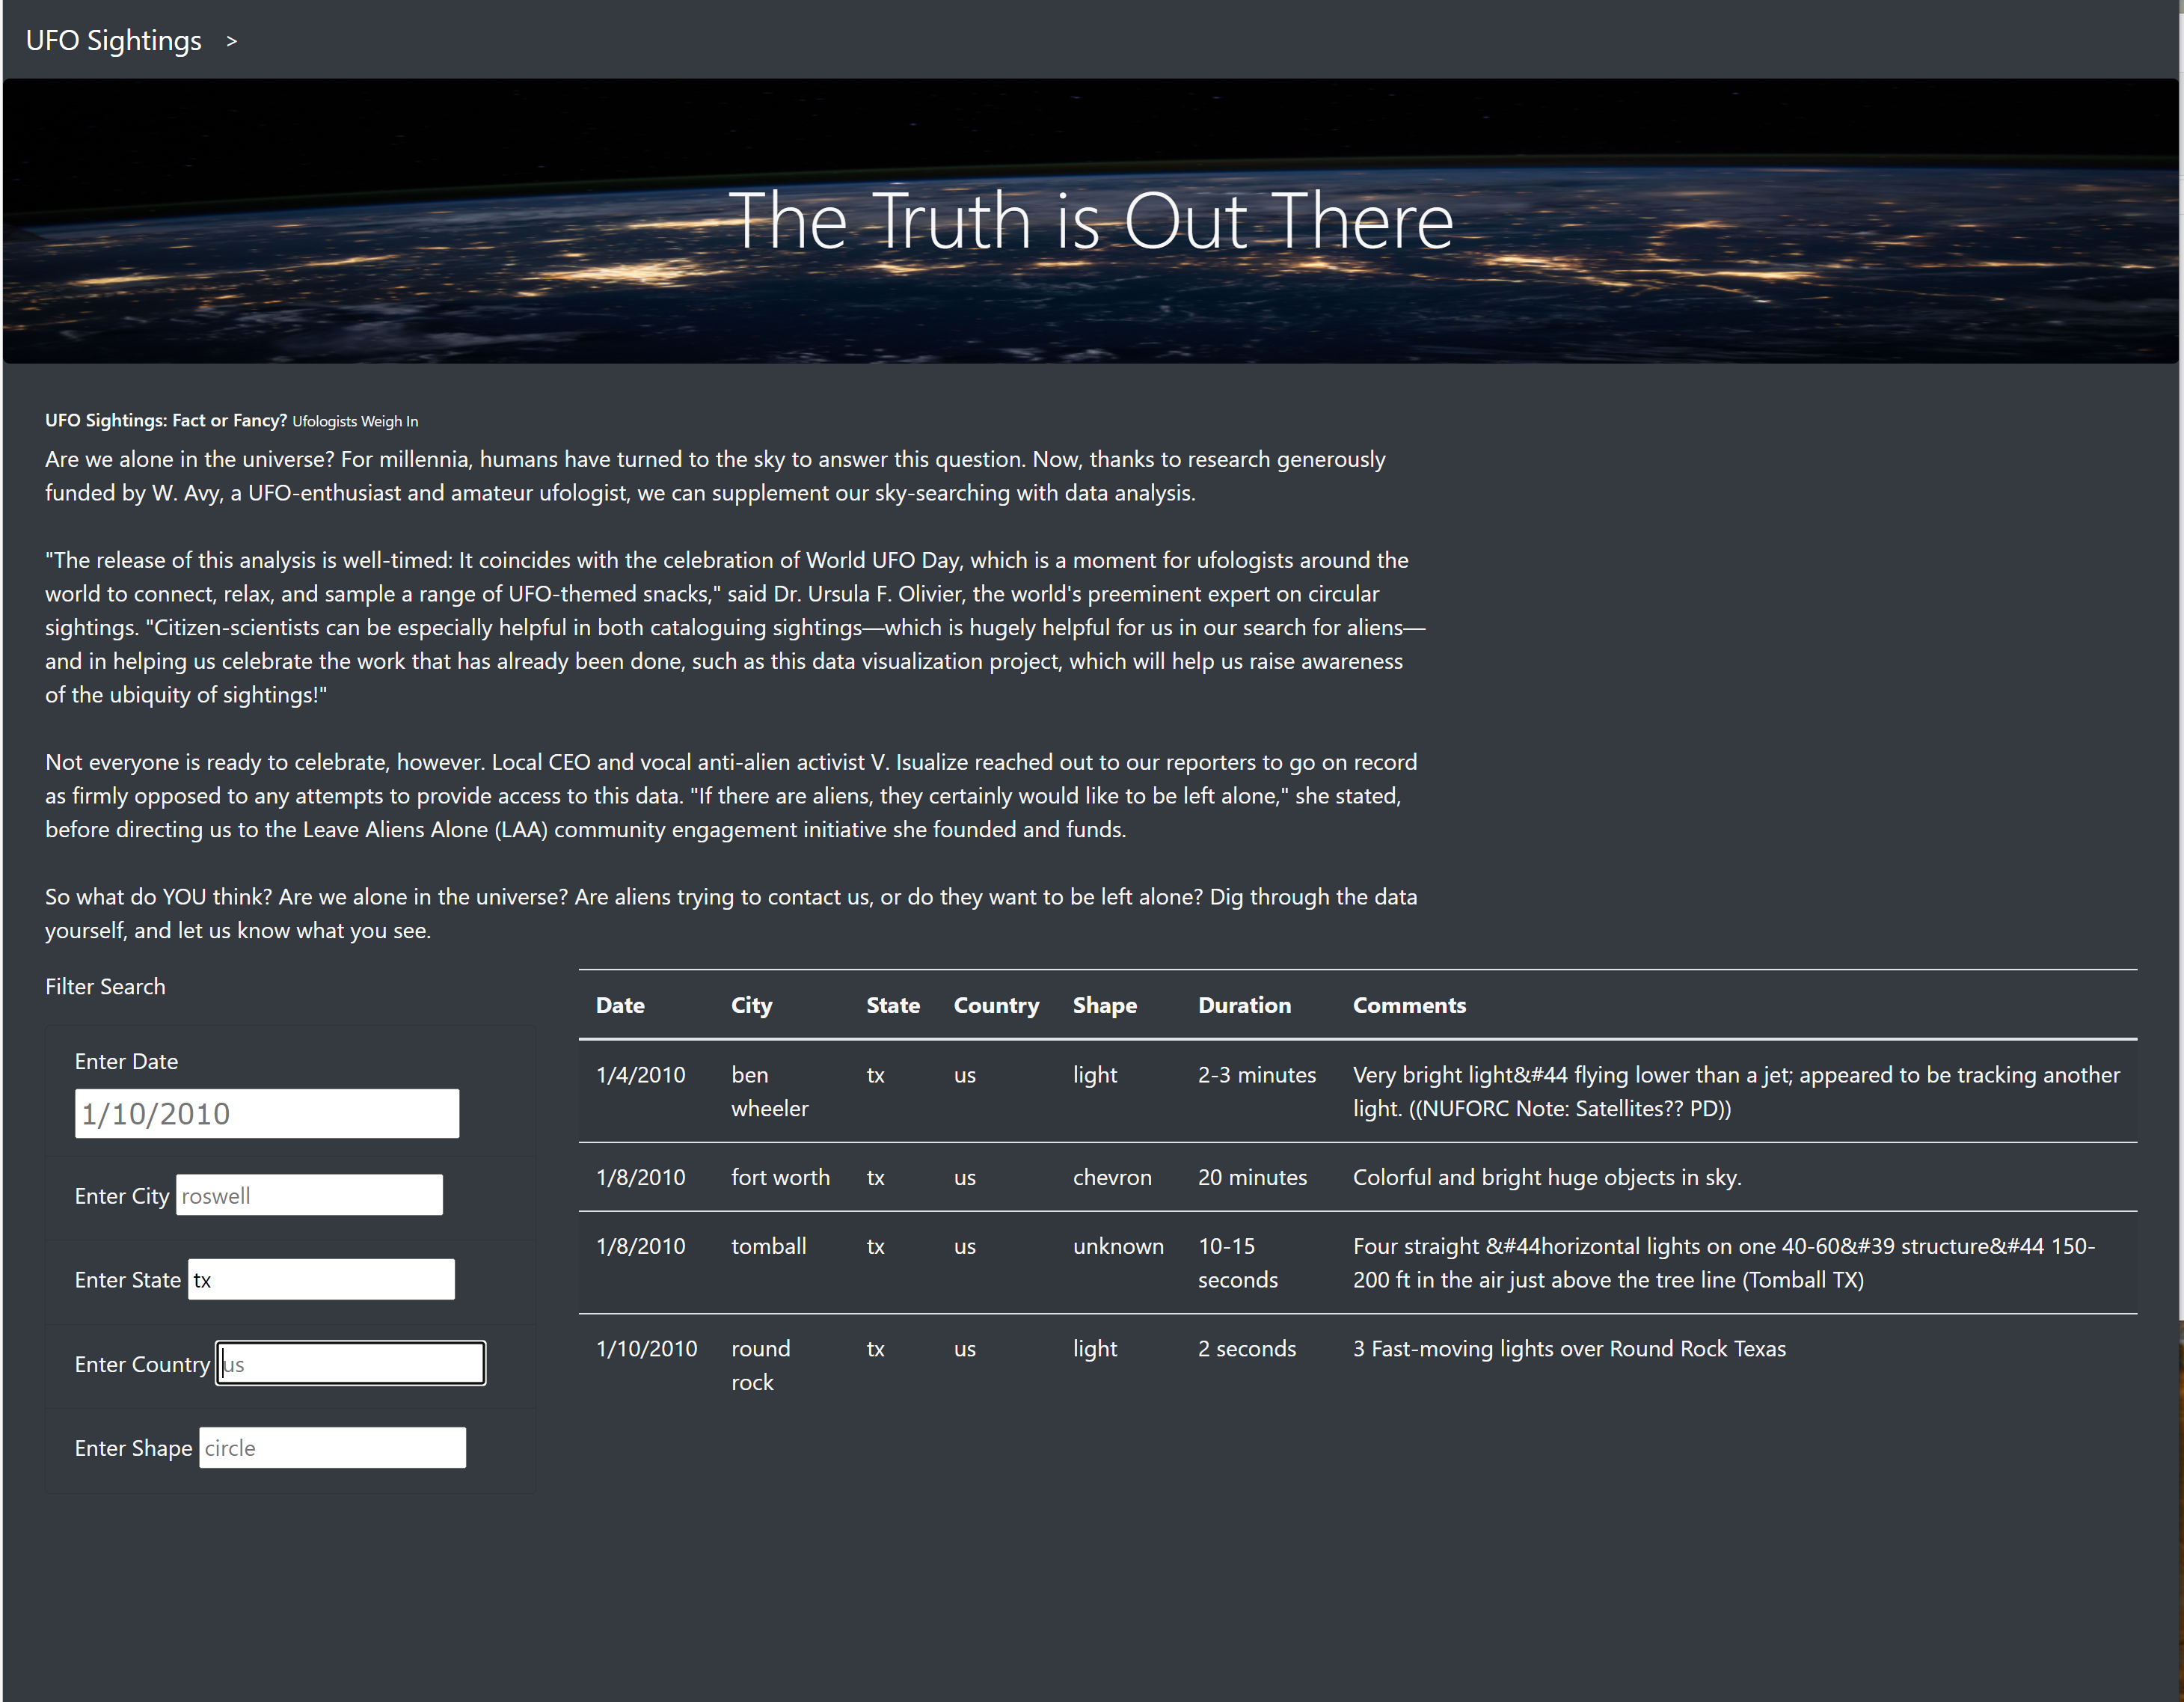 UFO Sightings >
The Truth is Out There
UFO Sightings: Fact or Fancy? Ufologists Weigh In
Are we alone in the universe? For millennia, humans have turned to the sky to answer this question. Now, thanks to research generously
funded by W. Avy, a UFO-enthusiast and amateur ufologist, we can supplement our sky-searching with data analysis.
"The release of this analysis is well-timed: It coincides with the celebration of World UFO Day, which is a moment for ufologists around the
world to connect, relax, and sample a range of UFO-themed snacks," said Dr. Ursula F. Olivier, the world's preeminent expert on circular
sightings. "Citizen-scientists can be especially helpful in both cataloguing sightings—which is hugely helpful for us in our search for aliens—
and in helping us celebrate the work that has already been done, such as this data visualization project, which will help us raise awareness
of the ubiquity of sightings!"
Not everyone is ready to celebrate, however. Local CEO and vocal anti-alien activist V. Isualize reached out to our reporters to go on record
as firmly opposed to any attempts to provide access to this data. "If there are aliens, they certainly would like to be left alone," she stated,
before directing us to the Leave Aliens Alone (LAA) community engagement initiative she founded and funds.
So what do YOU think? Are we alone in the universe? Are aliens trying to contact us, or do they want to be left alone? Dig through the data
yourself, and let us know what you see.
Filter Search
Enter Date
1/10/2010
Enter City roswell
Enter State tx
Enter Country us
Enter Shape circle
Date City State Country Shape Duration Comments
1/4/2010 ben tx us light 2-3 minutes Very bright light&#44 flying lower than a jet; appeared to be tracking another
wheeler light. ((NUFORC Note: Satellites?? PD))
1/8/2010 fort worth tx us chevron 20 minutes Colorful and bright huge objects in sky.
1/8/2010 tomball tx us unknown 10-15 Four straight &#44horizontal lights on one 40-60&#39 structure&#44 150-
seconds 200 ft in the air just above the tree line (Tomball TX)
1/10/2010 round tx us light 2 seconds 3 Fast-moving lights over Round Rock Texas
rock